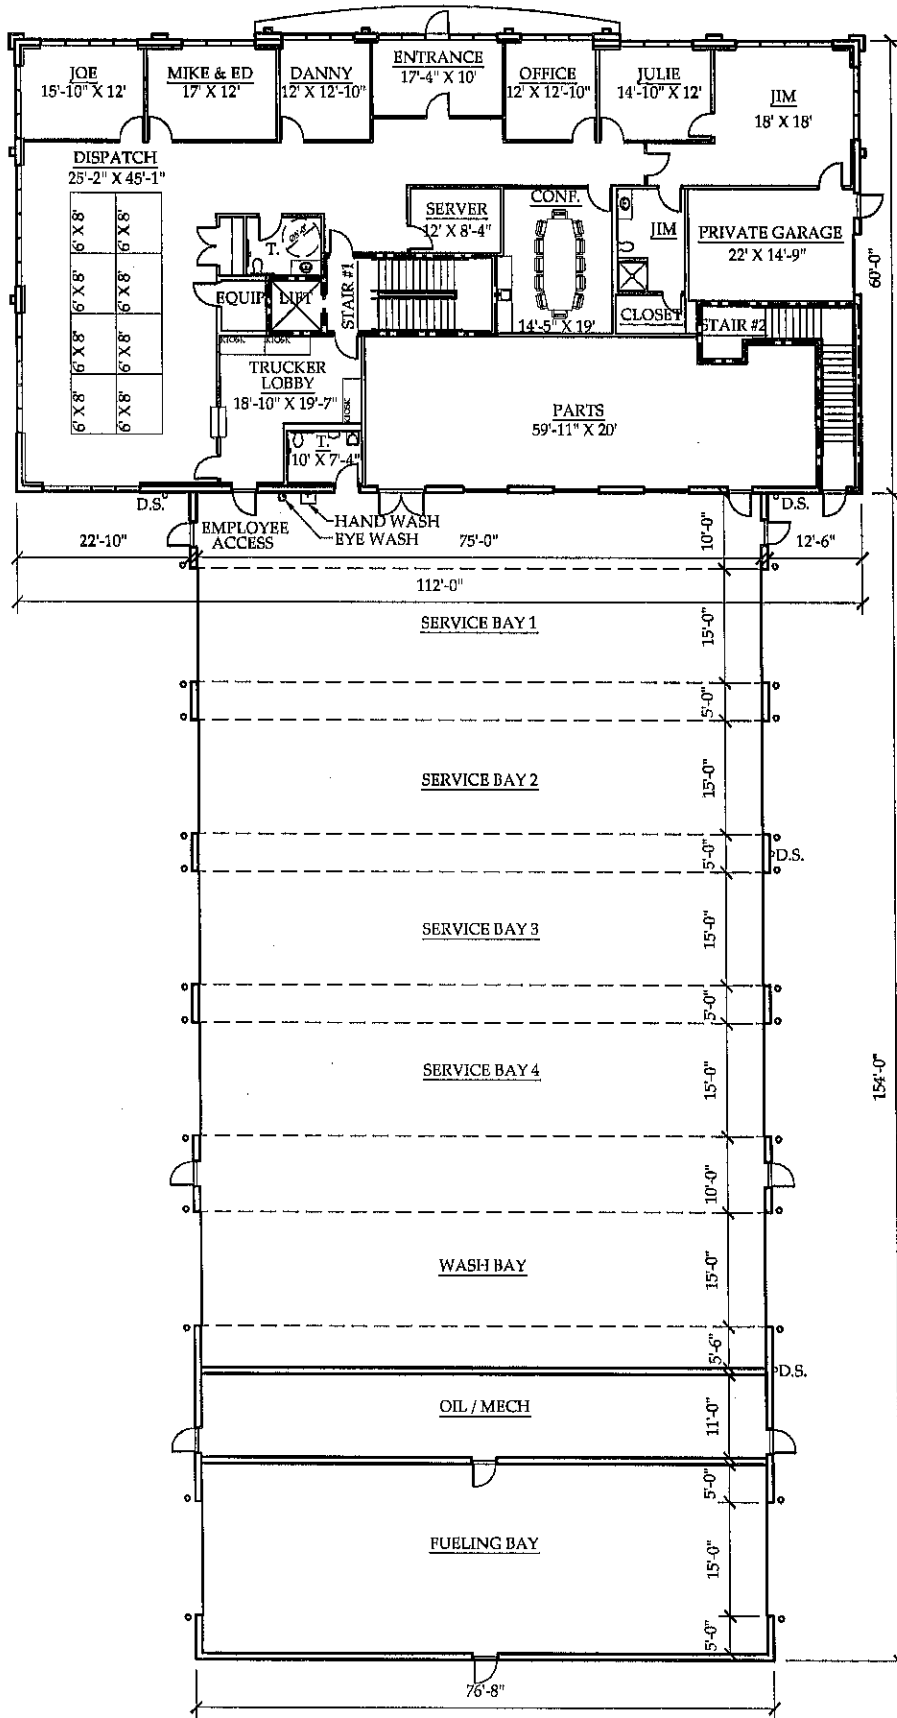 JOE
15'-10" X 12'
MIKE & ED
17' X 12'
DANNY
12' X 12'-10"
ENTRANCE
17'-4" X 10'
OFFICE
12' X 12'-10"
JULIE
14'-10" X 12'
JIM
18' X 18'
DISPATCH
25'-2" X 45'-1"
6' X 8'
6' X 8'
6' X 8'
6' X 8'
6' X 8'
6' X 8'
6' X 8'
6' X 8'
T.
EQUIP
LIFT
STAIR #1
SERVER
12' X 8'-4"
CONF.
14'-5" X 19'
JIM
CLOSET
PRIVATE GARAGE
22' X 14'-9"
STAIR #2
60'-0"
KIOSK
KIOSK
TRUCKER
LOBBY
18'-10" X 19'-7"
KIOSK
T.
10' X 7'-4"
PARTS
59'-11" X 20'
D.S.
EMPLOYEE
ACCESS
HAND WASH
EYE WASH
D.S.
22'-10"
75'-0"
10'-0"
12'-6"
112'-0"
SERVICE BAY 1
15'-0"
5'-0"
SERVICE BAY 2
15'-0"
5'-0"
D.S.
SERVICE BAY 3
15'-0"
5'-0"
SERVICE BAY 4
15'-0"
154'-0"
10'-0"
WASH BAY
15'-0"
5'-6"
D.S.
OIL / MECH
11'-0"
5'-0"
FUELING BAY
15'-0"
5'-0"
76'-8"